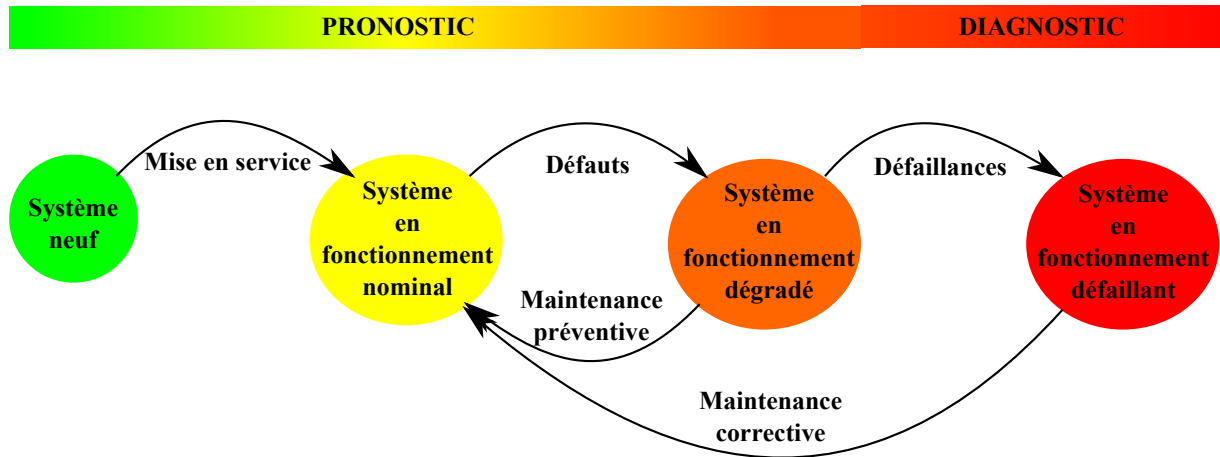 PRONOSTIC
DIAGNOSTIC
Mise en service
Défauts
Défaillances
Système
neuf
Système
en
fonctionnement
nominal
Système
en
fonctionnement
dégradé
Système
en
fonctionnement
défaillant
Maintenance
préventive
Maintenance
corrective